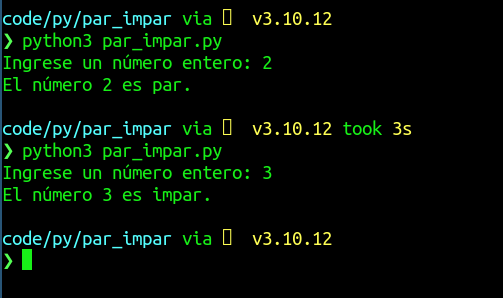 code/py/par_impar via  v3.10.12
❯ python3 par_impar.py
Ingrese un número entero: 2
El número 2 es par.
code/py/par_impar via  v3.10.12 took 3s
❯ python3 par_impar.py
Ingrese un número entero: 3
El número 3 es impar.
code/py/par_impar via  v3.10.12
❯